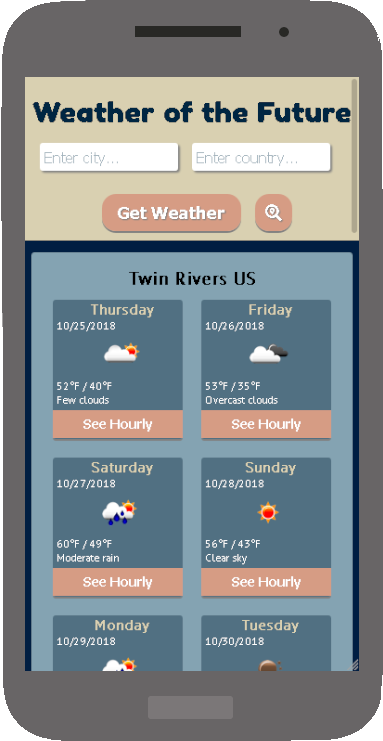 Weather of the Future
Enter city... Enter country...
Get Weather
Twin Rivers US
Thursday
10/25/2018
52°F / 40°F
Few clouds
See Hourly
Friday
10/26/2018
53°F / 35°F
Overcast clouds
See Hourly
Saturday
10/27/2018
60°F / 49°F
Moderate rain
See Hourly
Sunday
10/28/2018
56°F / 43°F
Clear sky
See Hourly
Monday
10/29/2018
Tuesday
10/30/2018